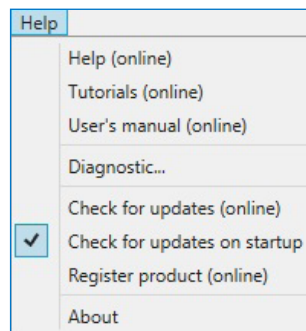 Help
Help (online)
Tutorials (online)
User's manual (online)
Diagnostic...
Check for updates (online)
Check for updates on startup
Register product (online)
About